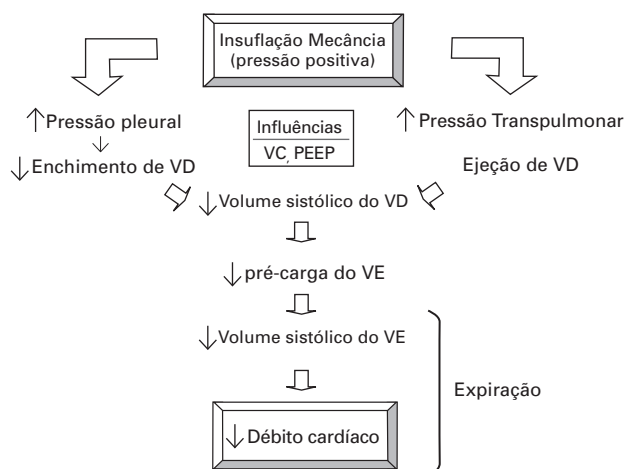 Insuflação Mecância
(pressão positiva)
↑Pressão pleural
↓
↓Enchimento de VD
Influências
VC, PEEP
↑ Pressão Transpulmonar
Ejeção de VD
↓Volume sistólico do VD
↓pré-carga do VE
↓Volume sistólico do VE
Expiração
↓ Débito cardíaco